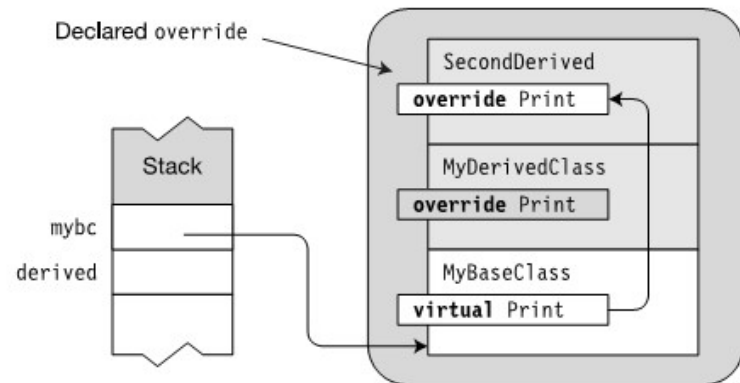 Declared override
SecondDerived
override Print
Stack
MyDerivedClass
override Print
mybc
derived
MyBaseClass
virtual Print